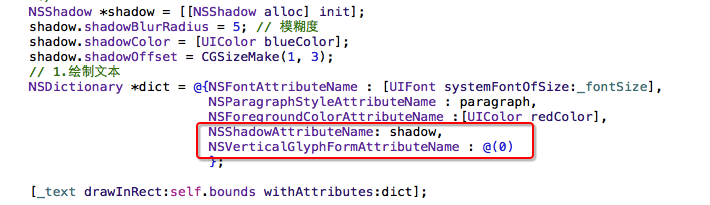 NSShadow *shadow = [[NSShadow alloc] init];
shadow.shadowBlurRadius = 5; // 模糊度
shadow.shadowColor = [UIColor blueColor];
shadow.shadowOffset = CGSizeMake(1, 3);
// 1.绘制文本
NSDictionary *dict = @{NSFontAttributeName : [UIFont systemFontOfSize:_fontSize],
NSParagraphStyleAttributeName : paragraph,
NSForegroundColorAttributeName :[UIColor redColor],
NSShadowAttributeName: shadow,
NSVerticalGlyphFormAttributeName : @(0)
};
[_text drawInRect:self.bounds withAttributes:dict];